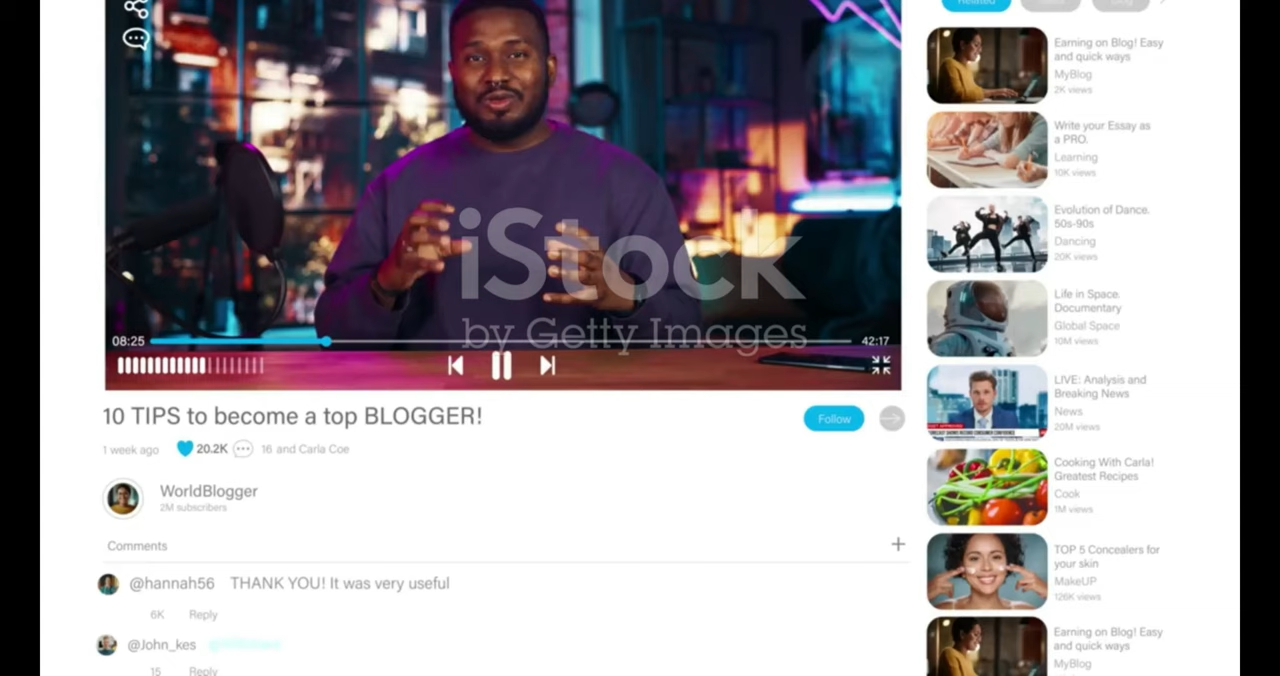 Related
Earning on Blog! Easy
and quick ways
MyBlog
2K views
Write your Essay as
a PRO.
Learning
10K views
Evolution of Dance.
50s-90s
Dancing
20K views
Life in Space.
Documentary
Global Space
10M views
LIVE: Analysis and
Breaking News
News
20M views
Cooking With Carla!
Greatest Recipes
Cook
1M views
TOP 5 Concealers for
your skin
MakeUP
126K views
Earning on Blog! Easy
and quick ways
MyBlog
iStock
by Getty Images
08:25
42:17
10 TIPS to become a top BLOGGER!
Follow
1 week ago 20.2K 16 and Carla Coe
WorldBlogger
2M subscribers
Comments
@hannah56 THANK YOU! It was very useful
6K Reply
@John_kes
15 Reply